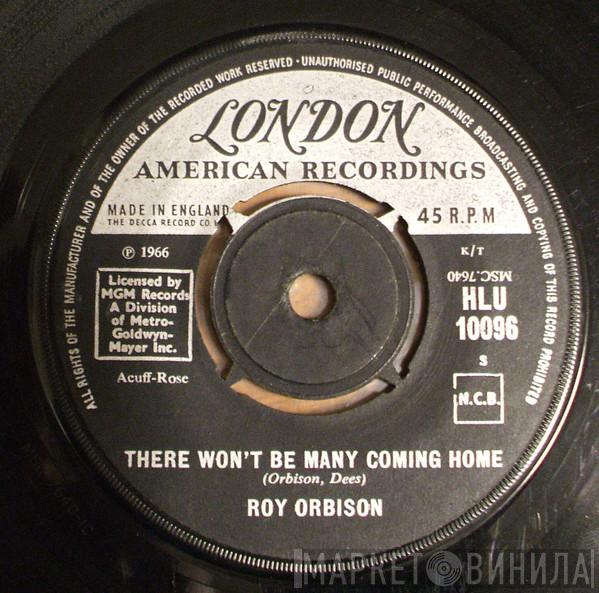 ALL RIGHTS OF THE MANUFACTURER AND OF THE OWNER OF THE RECORDED WORK RESERVED · UNAUTHORISED PUBLIC PERFORMANCE BROADCASTING AND COPYING OF THIS RECORD PROHIBITED
LONDON
AMERICAN RECORDINGS
MADE IN ENGLAND
THE DECCA RECORD CO.
45 R.P.M
℗ 1966
K/T
MSC.7640
Licensed by
MGM Records
A Division
of Metro-
Goldwyn-
Mayer Inc.
HLU
10096
S
Acuff-Rose
N.C.B.
THERE WON'T BE MANY COMING HOME
(Orbison, Dees)
ROY ORBISON
МАРКЕТ ВИНИЛА